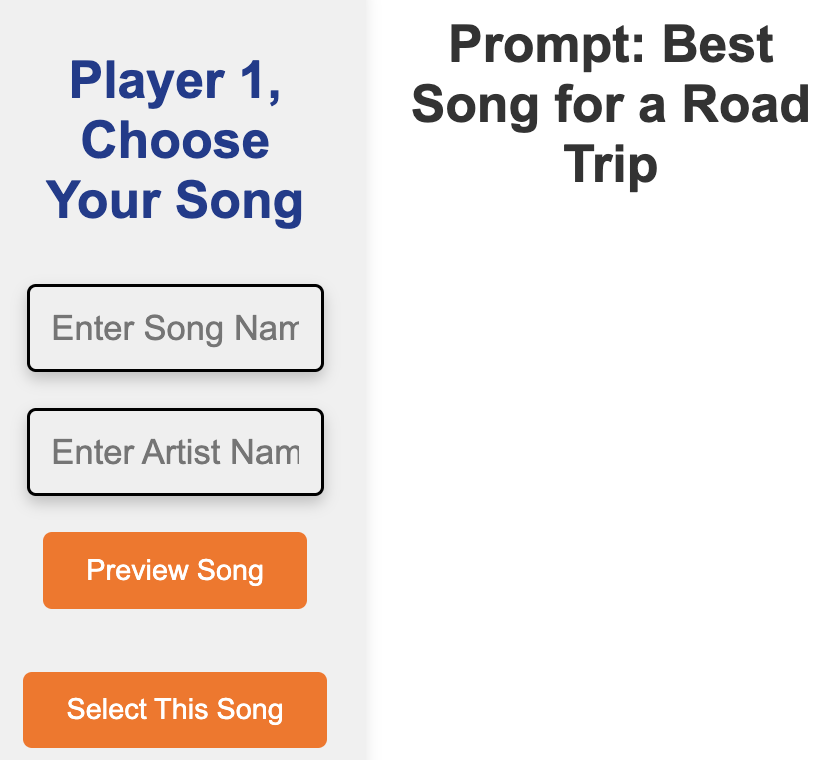 Player 1,
Choose
Your Song
Enter Song Nam
Enter Artist Nam
Preview Song
Select This Song
Prompt: Best
Song for a Road
Trip